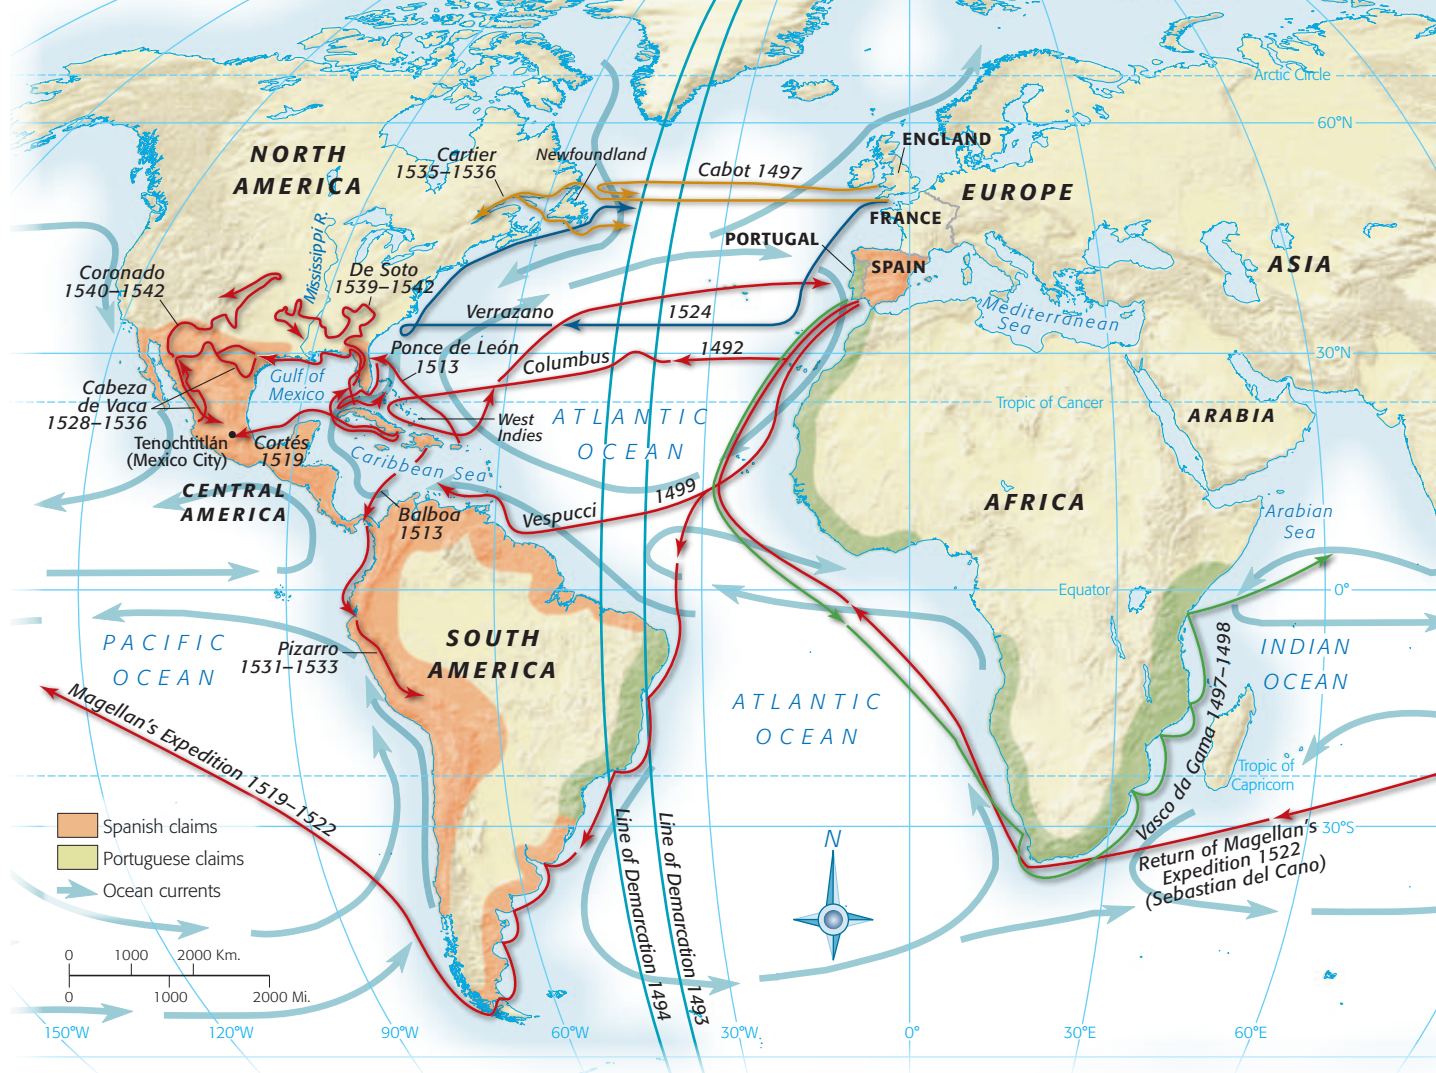 Arctic Circle
60°N
ENGLAND
NORTH
AMERICA
Cartier
1535–1536
Newfoundland
Cabot 1497
EUROPE
FRANCE
PORTUGAL
SPAIN
ASIA
Mississippi R.
Coronado
1540–1542
De Soto
1539–1542
Verrazano
1524
Mediterranean
Sea
Ponce de León
1513
Columbus
1492
30°N
Gulf of
Mexico
Cabeza
de Vaca
1528–1536
Tropic of Cancer
ARABIA
West
Indies
ATLANTIC
OCEAN
Tenochtitlán
(Mexico City)
Cortés
1519
Caribbean Sea
CENTRAL
AMERICA
Balboa
1513
Vespucci
1499
AFRICA
Arabian
Sea
Equator
0°
PACIFIC
OCEAN
Pizarro
1531–1533
SOUTH
AMERICA
INDIAN
OCEAN
ATLANTIC
OCEAN
Magellan's Expedition 1519–1522
Vasco da Gama 1497–1498
Tropic of
Capricorn
Spanish claims
Portuguese claims
Ocean currents
Line of Demarcation 1494
Line of Demarcation 1493
N
30°S
Return of Magellan's
Expedition 1522
(Sebastian del Cano)
0 1000 2000 Km.
0 1000 2000 Mi.
150°W 120°W 90°W 60°W 30°W 0° 30°E 60°E